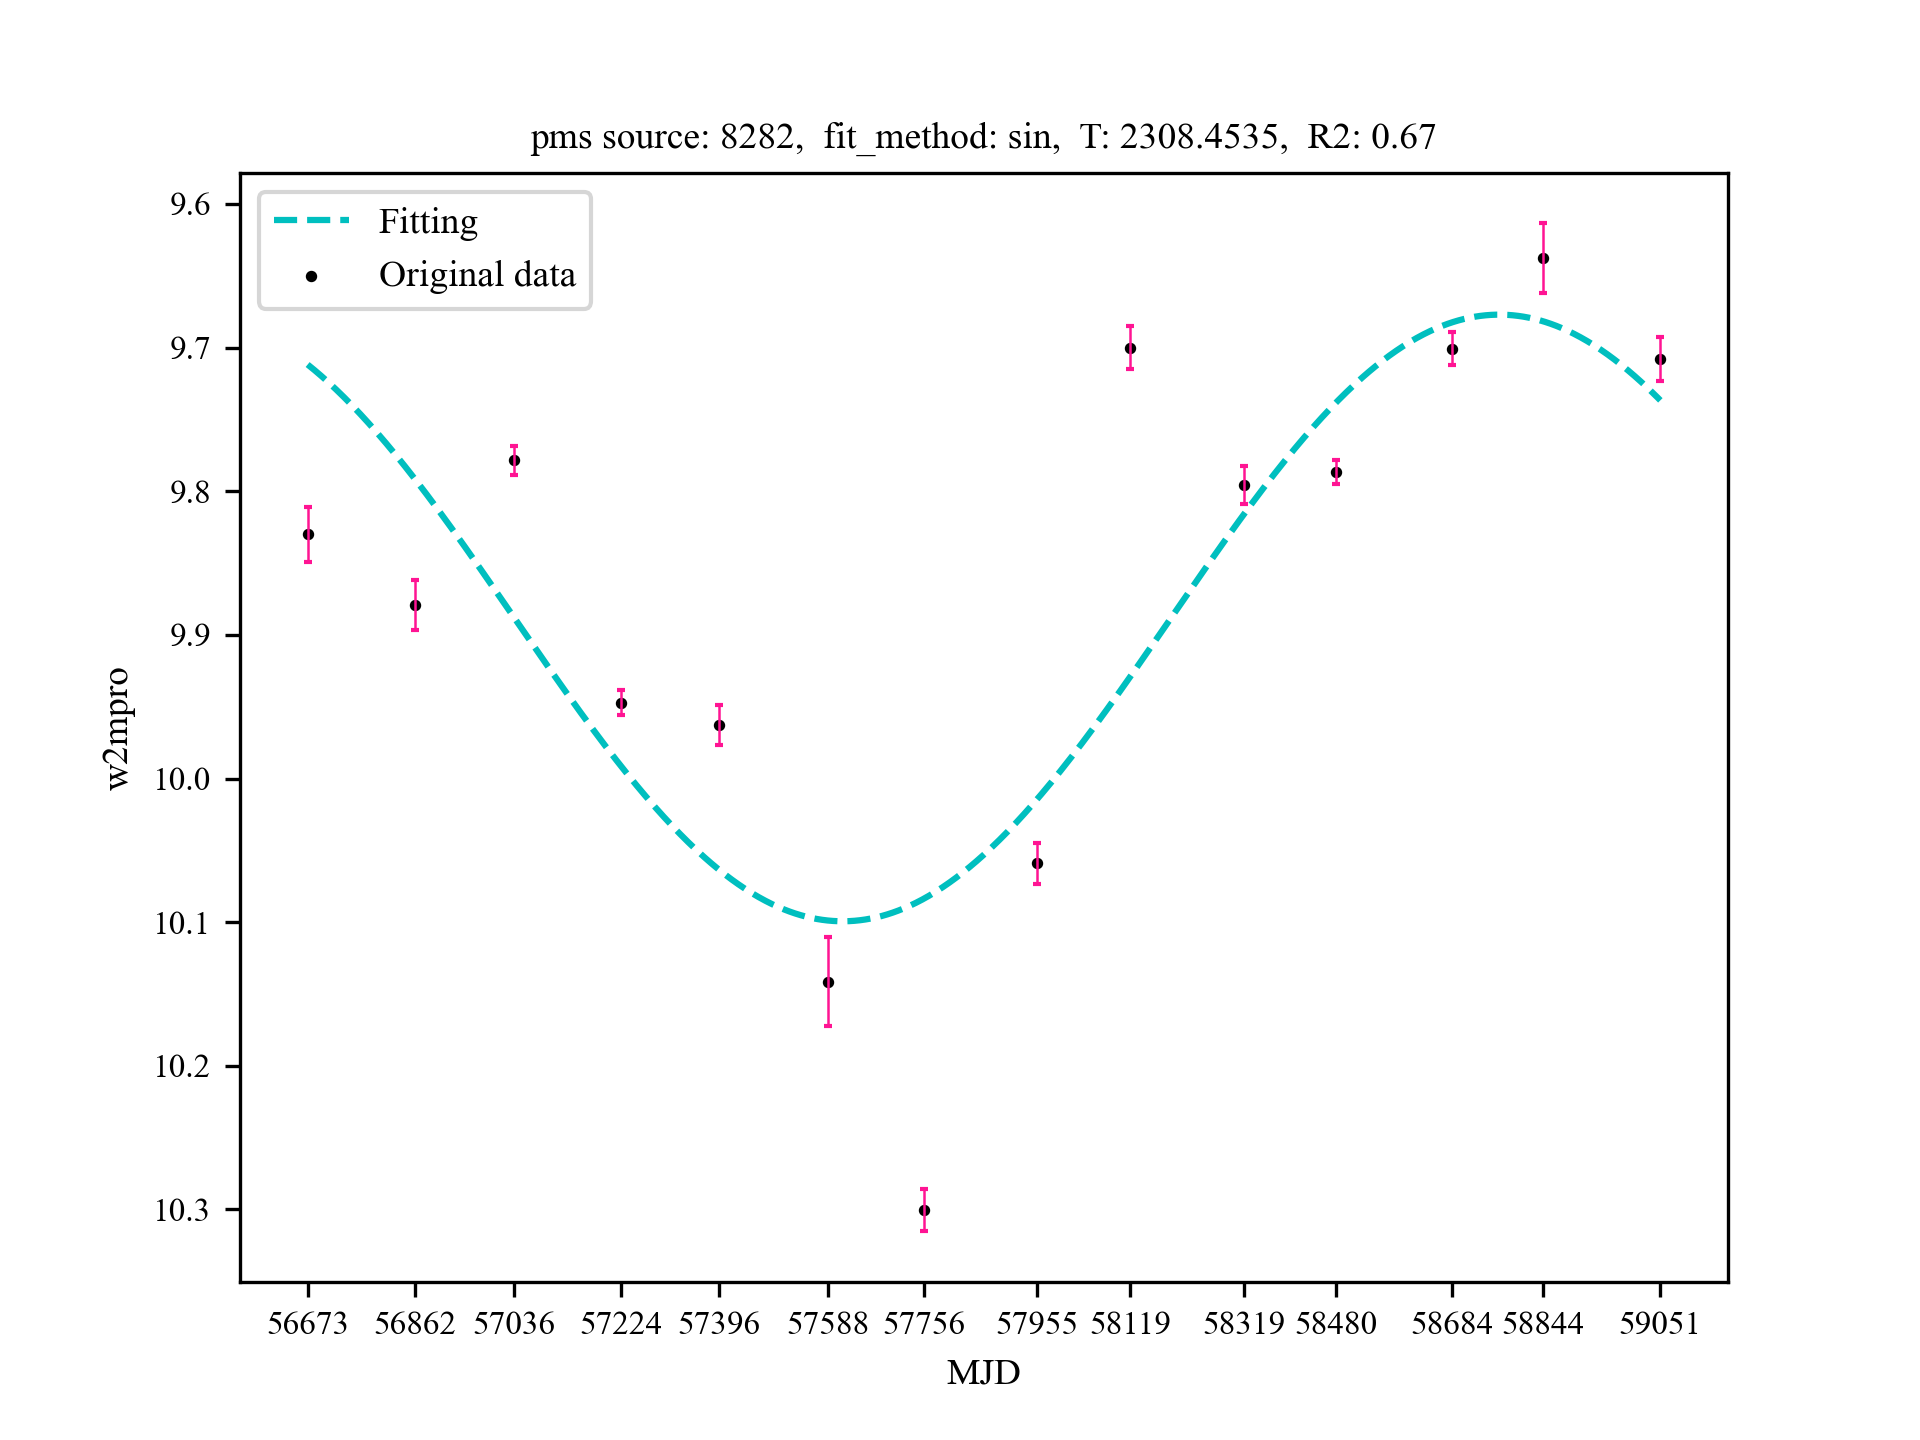 pms source: 8282, fit_method: sin, T: 2308.4535, R2: 0.67
Fitting
Original data
9.6
9.7
9.8
9.9
10.0
10.1
10.2
10.3
w2mpro
56673 56862 57036 57224 57396 57588 57756 57955 58119 58319 58480 58684 58844 59051
MJD